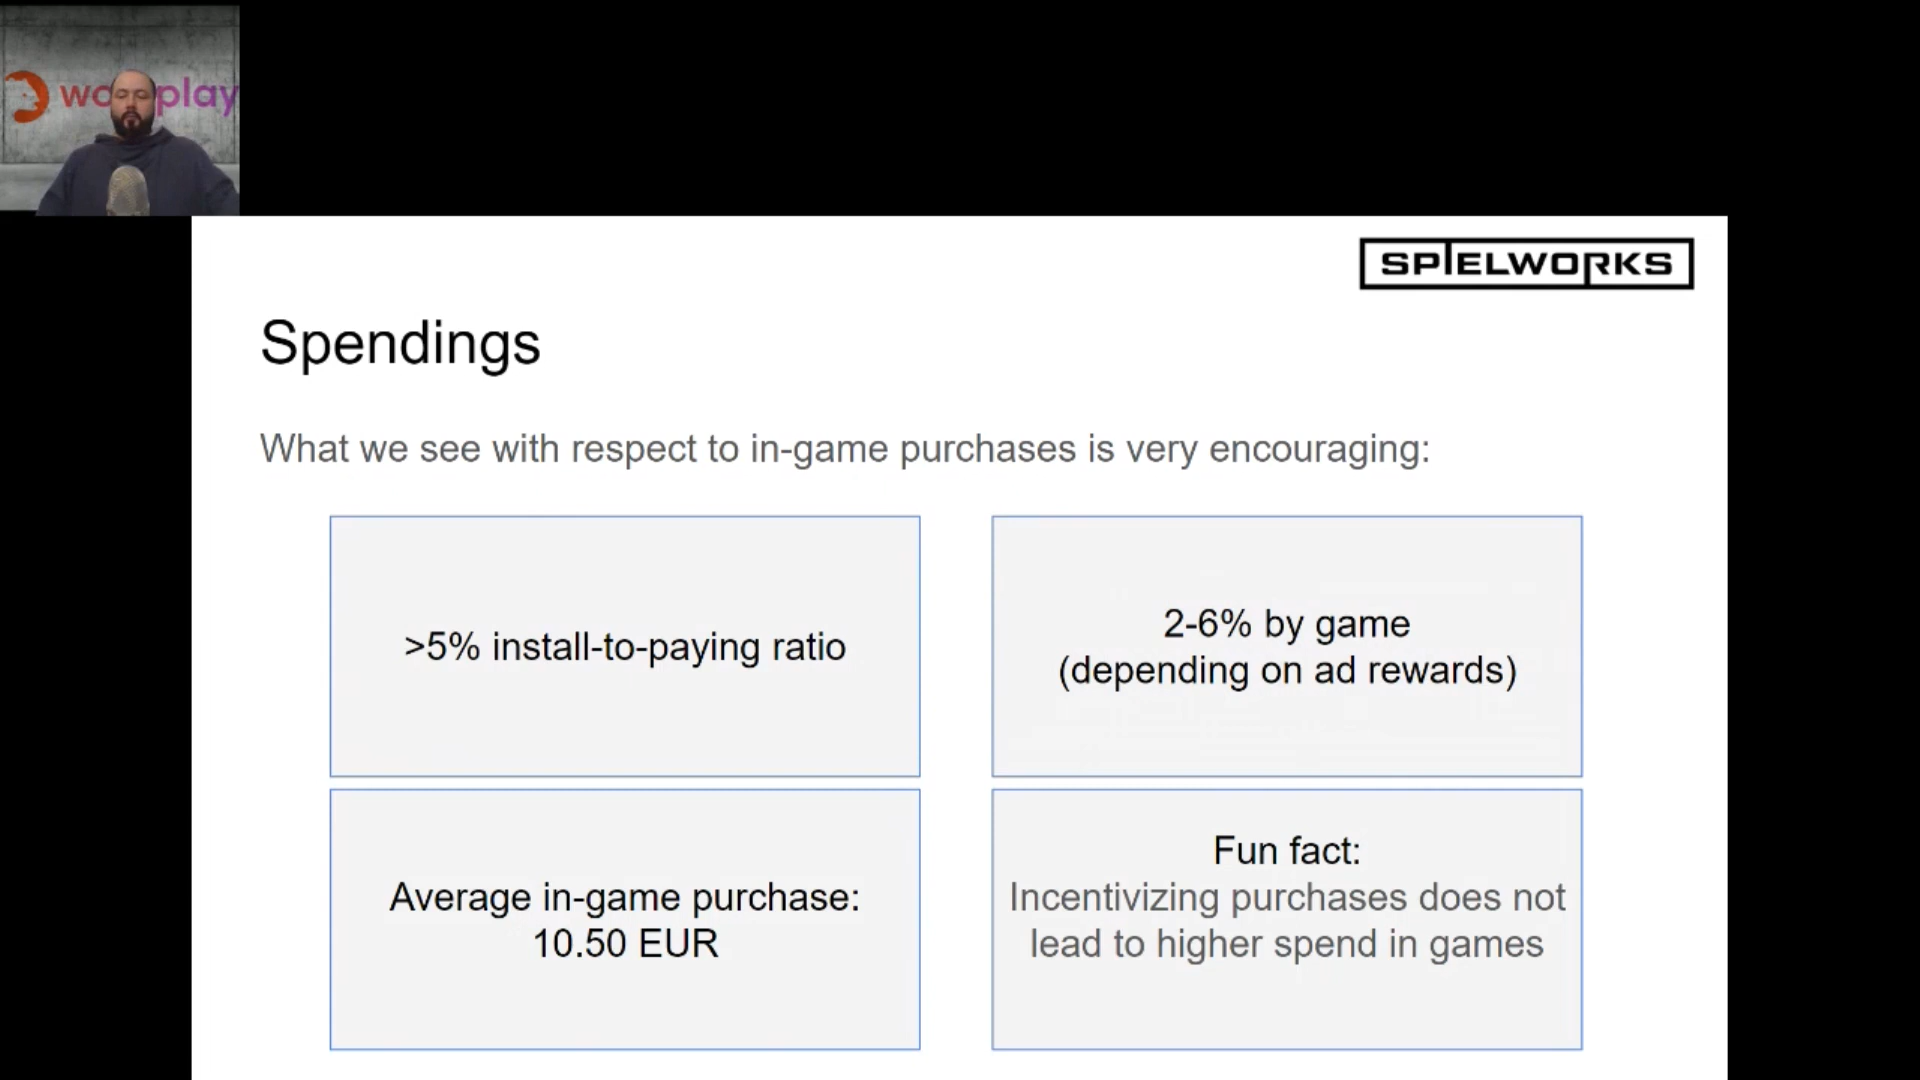 play
SPIELWORKS
Spendings
What we see with respect to in-game purchases is very encouraging:
>5% install-to-paying ratio
2-6% by game
(depending on ad rewards)
Average in-game purchase:
10.50 EUR
Fun fact:
Incentivizing purchases does not
lead to higher spend in games